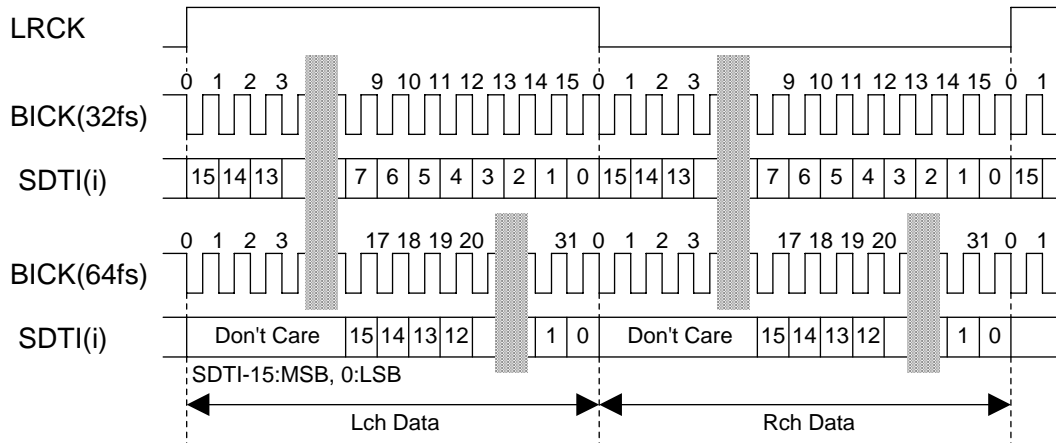 LRCK
0 1 2 3 9 10 11 12 13 14 15 0 1 2 3 9 10 11 12 13 14 15 0 1
BICK(32fs)
SDTI(i) 15 14 13 7 6 5 4 3 2 1 0 15 14 13 7 6 5 4 3 2 1 0 15
0 1 2 3 17 18 19 20 31 0 1 2 3 17 18 19 20 31 0 1
BICK(64fs)
SDTI(i) Don't Care 15 14 13 12 1 0 Don't Care 15 14 13 12 1 0
SDTI-15:MSB, 0:LSB
Lch Data Rch Data